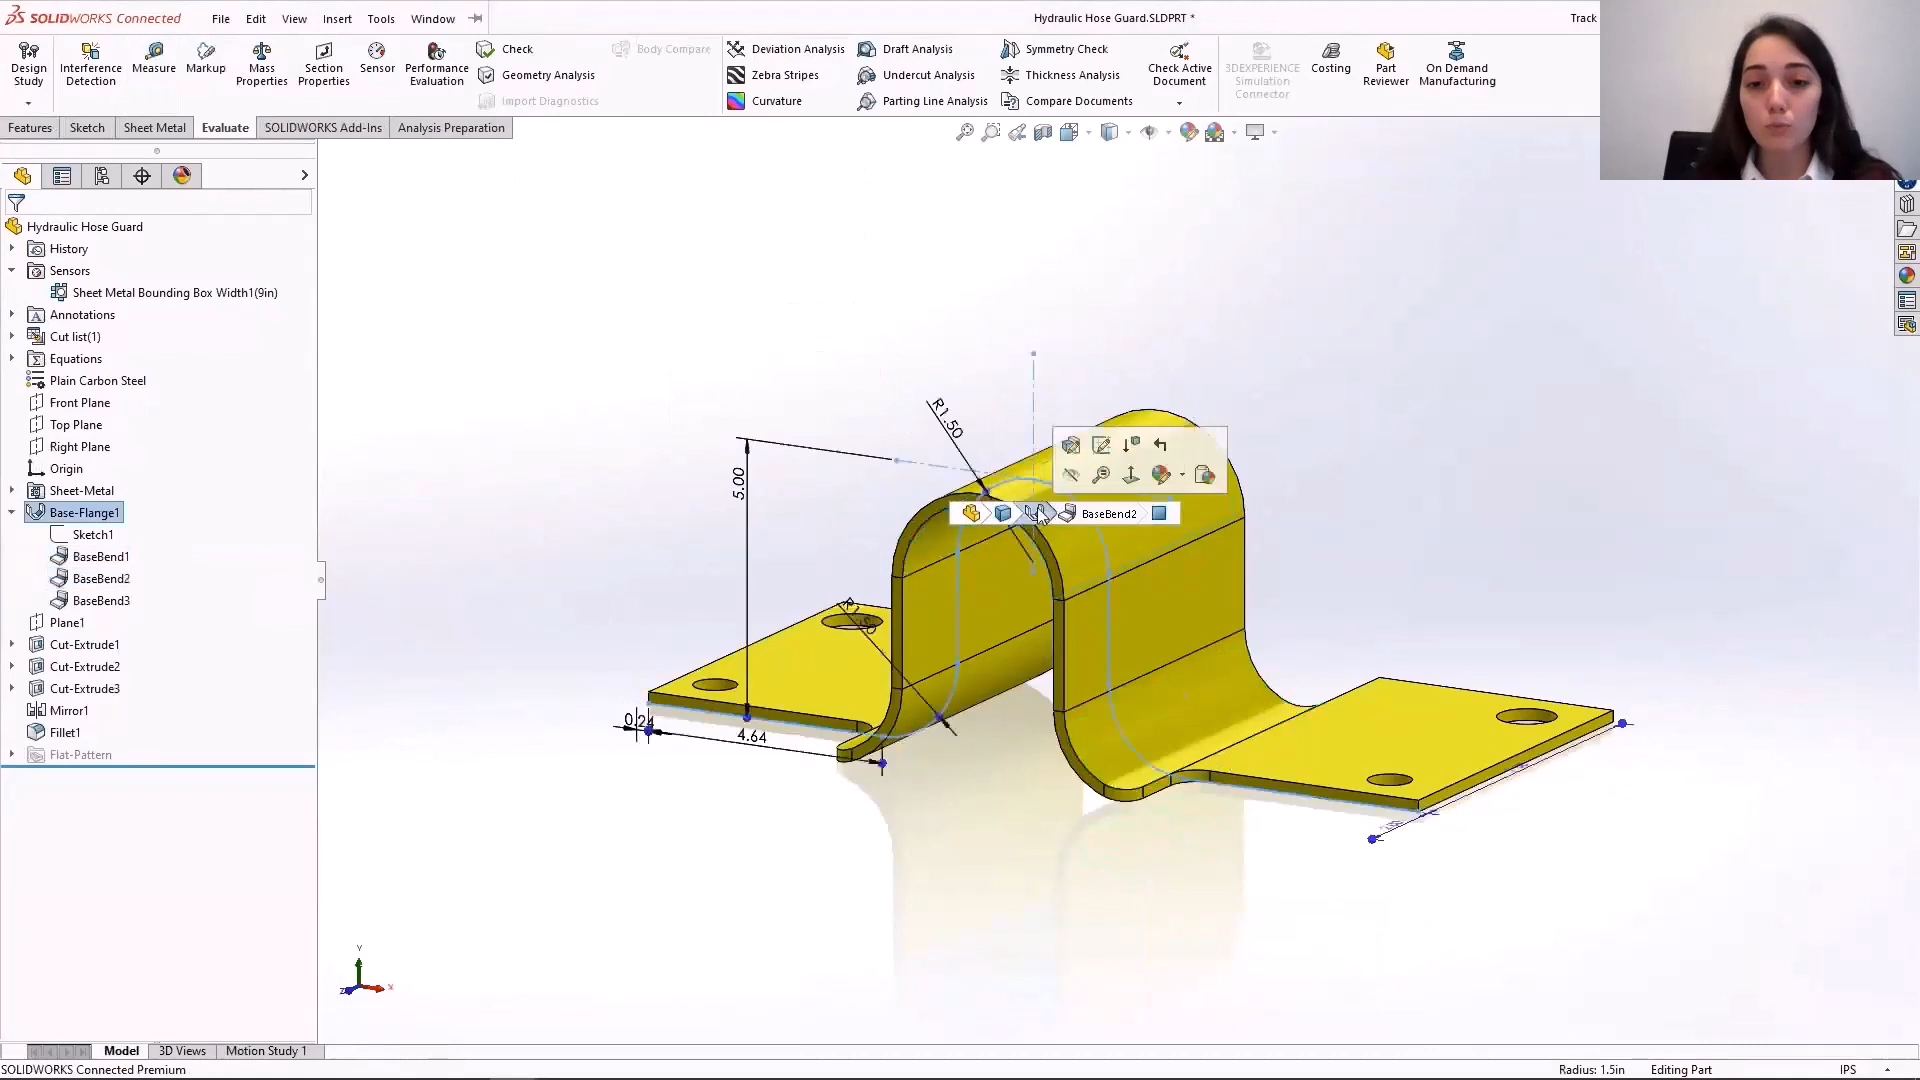 SOLIDWORKS Connected
File Edit View Insert Tools Window
Hydraulic Hose Guard.SLDPRT *
Track
Design Study
Interference Detection
Measure
Markup
Mass Properties
Section Properties
Sensor
Performance Evaluation
Check
Geometry Analysis
Import Diagnostics
Body Compare
Deviation Analysis
Zebra Stripes
Curvature
Draft Analysis
Undercut Analysis
Parting Line Analysis
Symmetry Check
Thickness Analysis
Compare Documents
Check Active Document
3DEXPERIENCE Simulation Connector
Costing
Part Reviewer
On Demand Manufacturing
Features Sketch Sheet Metal Evaluate SOLIDWORKS Add-Ins Analysis Preparation
Hydraulic Hose Guard
History
Sensors
Sheet Metal Bounding Box Width1(9in)
Annotations
Cut list(1)
Equations
Plain Carbon Steel
Front Plane
Top Plane
Right Plane
Origin
Sheet-Metal
Base-Flange1
Sketch1
BaseBend1
BaseBend2
BaseBend3
Plane1
Cut-Extrude1
Cut-Extrude2
Cut-Extrude3
Mirror1
Fillet1
Flat-Pattern
R1.50
5.00
BaseBend2
0.24
4.64
Y
X
Z
Model 3D Views Motion Study 1
SOLIDWORKS Connected Premium
Radius: 1.5in Editing Part IPS